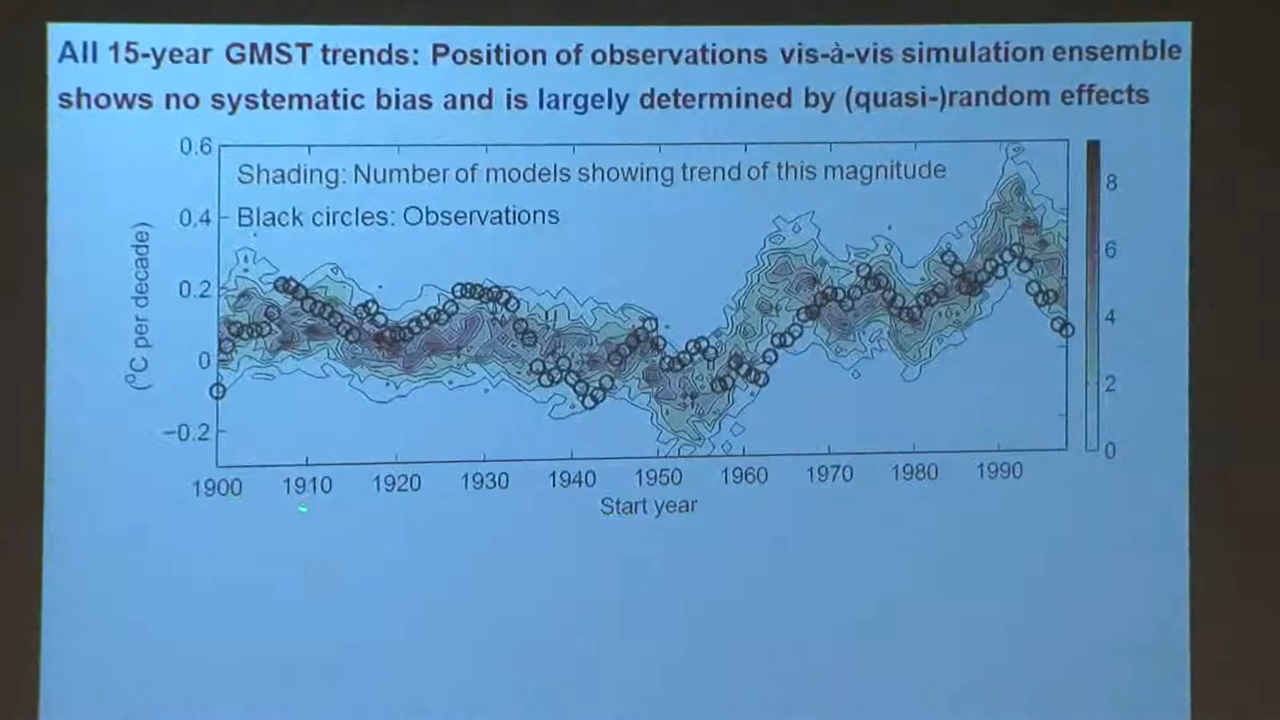 All 15-year GMST trends: Position of observations vis-à-vis simulation ensemble
shows no systematic bias and is largely determined by (quasi-)random effects
0.6
0.4
0.2
0
−0.2
(⁰C per decade)
Shading: Number of models showing trend of this magnitude
Black circles: Observations
8
6
4
2
0
1900 1910 1920 1930 1940 1950 1960 1970 1980 1990
Start year